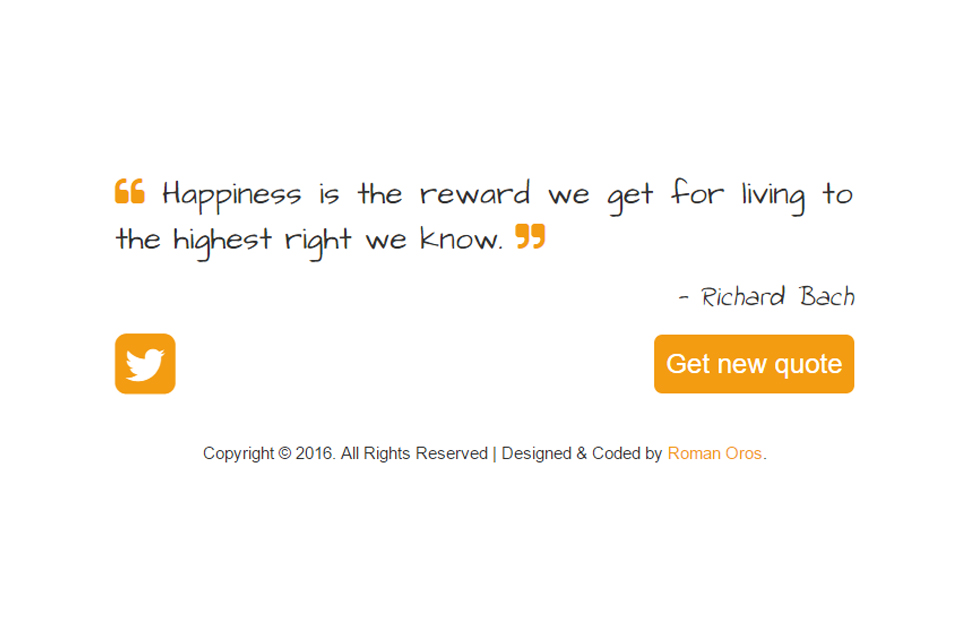 ❝ Happiness is the reward we get for living to
the highest right we know. ❞
- Richard Bach
Get new quote
Copyright © 2016. All Rights Reserved | Designed & Coded by Roman Oros.